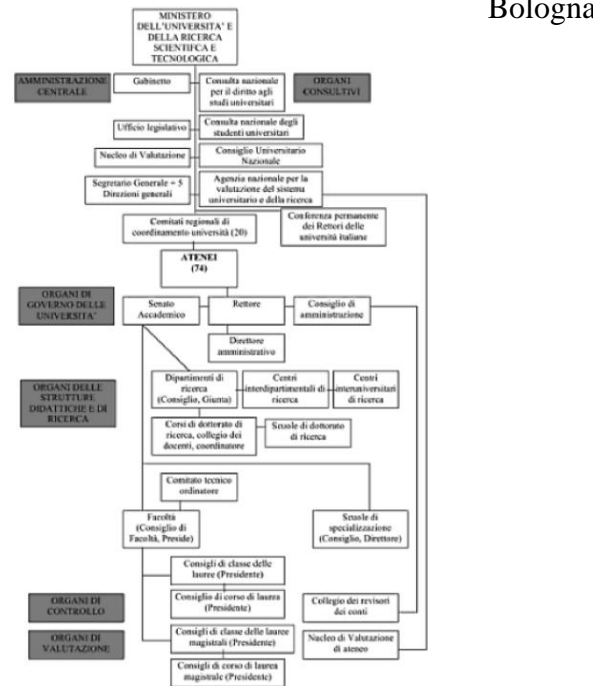 Bologna
MINISTERO
DELL'UNIVERSITA' E
DELLA RICERCA
SCIENTIFCA E
TECNOLOGICA
AMMINISTRAZIONE
CENTRALE
Gabinetto
Consulta nazionale
per il diritto agli
studi universitari
ORGANI
CONSULTIVI
Ufficio legislativo
Consulta nazionale degli
studenti universitari
Nucleo di Valutazione
Consiglio Universitario
Nazionale
Segretario Generale + 5
Direzioni generali
Agenzia nazionale per la
valutazione del sistema
universitario e della ricerca
Comitati regionali di
coordinamento università (20)
Conferenza permanente
dei Rettori delle
università italiane
ATENEI
(74)
ORGANI DI
GOVERNO DELLE
UNIVERSITA'
Senato
Accademico
Rettore
Consiglio di
amministrazione
Direttore
amministrativo
ORGANI DELLE
STRUTTURE
DIDATTICHE E DI
RICERCA
Dipartimenti di
ricerca
(Consiglio, Giunta)
Centri
interdipartimentali di
ricerca
Centri
interuniversitari
di ricerca
Corsi di dottorato di
ricerca, collegio dei
docenti, coordinatore
Scuole di dottorato
di ricerca
Comitato tecnico
ordinatore
Facoltà
(Consiglio di
Facoltà, Preside)
Scuole di
specializzazione
(Consiglio, Direttore)
Consigli di classe delle
lauree (Presidente)
ORGANI DI
CONTROLLO
Consiglio di corso di laurea
(Presidente)
Collegio dei revisori
dei conti
ORGANI DI
VALUTAZIONE
Consigli di classe delle lauree
magistrali (Presidente)
Nucleo di Valutazione
di ateneo
Consigli di corso di laurea
magistrale (Presidente)